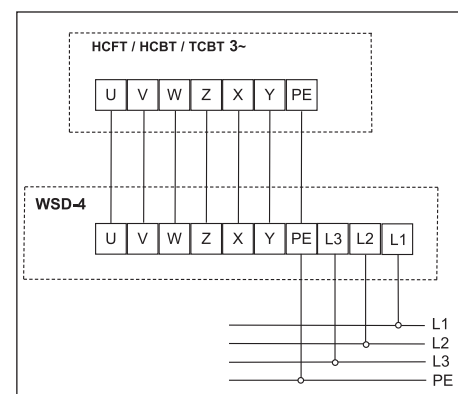 HCFT / HCBT / TCBT 3~
U V W Z X Y PE
WSD-4
U V W Z X Y PE L3 L2 L1
L1
L2
L3
PE